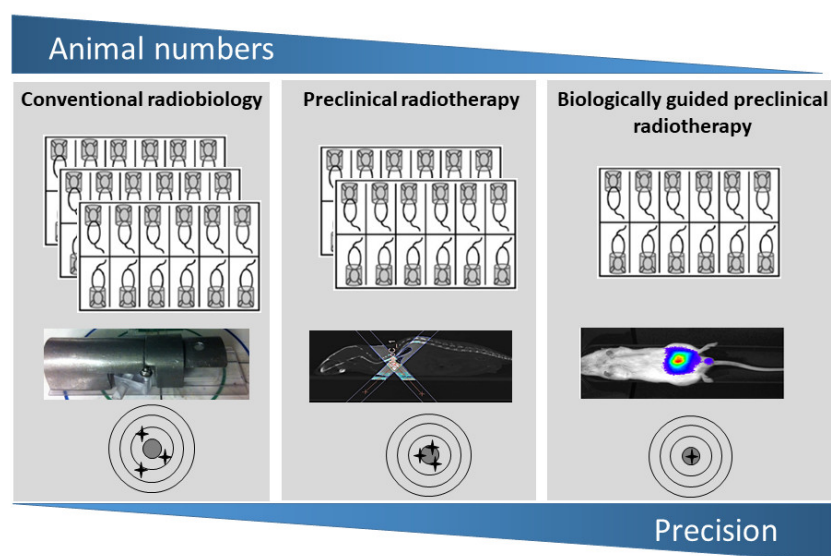 Animal numbers
Conventional radiobiology
Preclinical radiotherapy
Biologically guided preclinical
radiotherapy
Precision